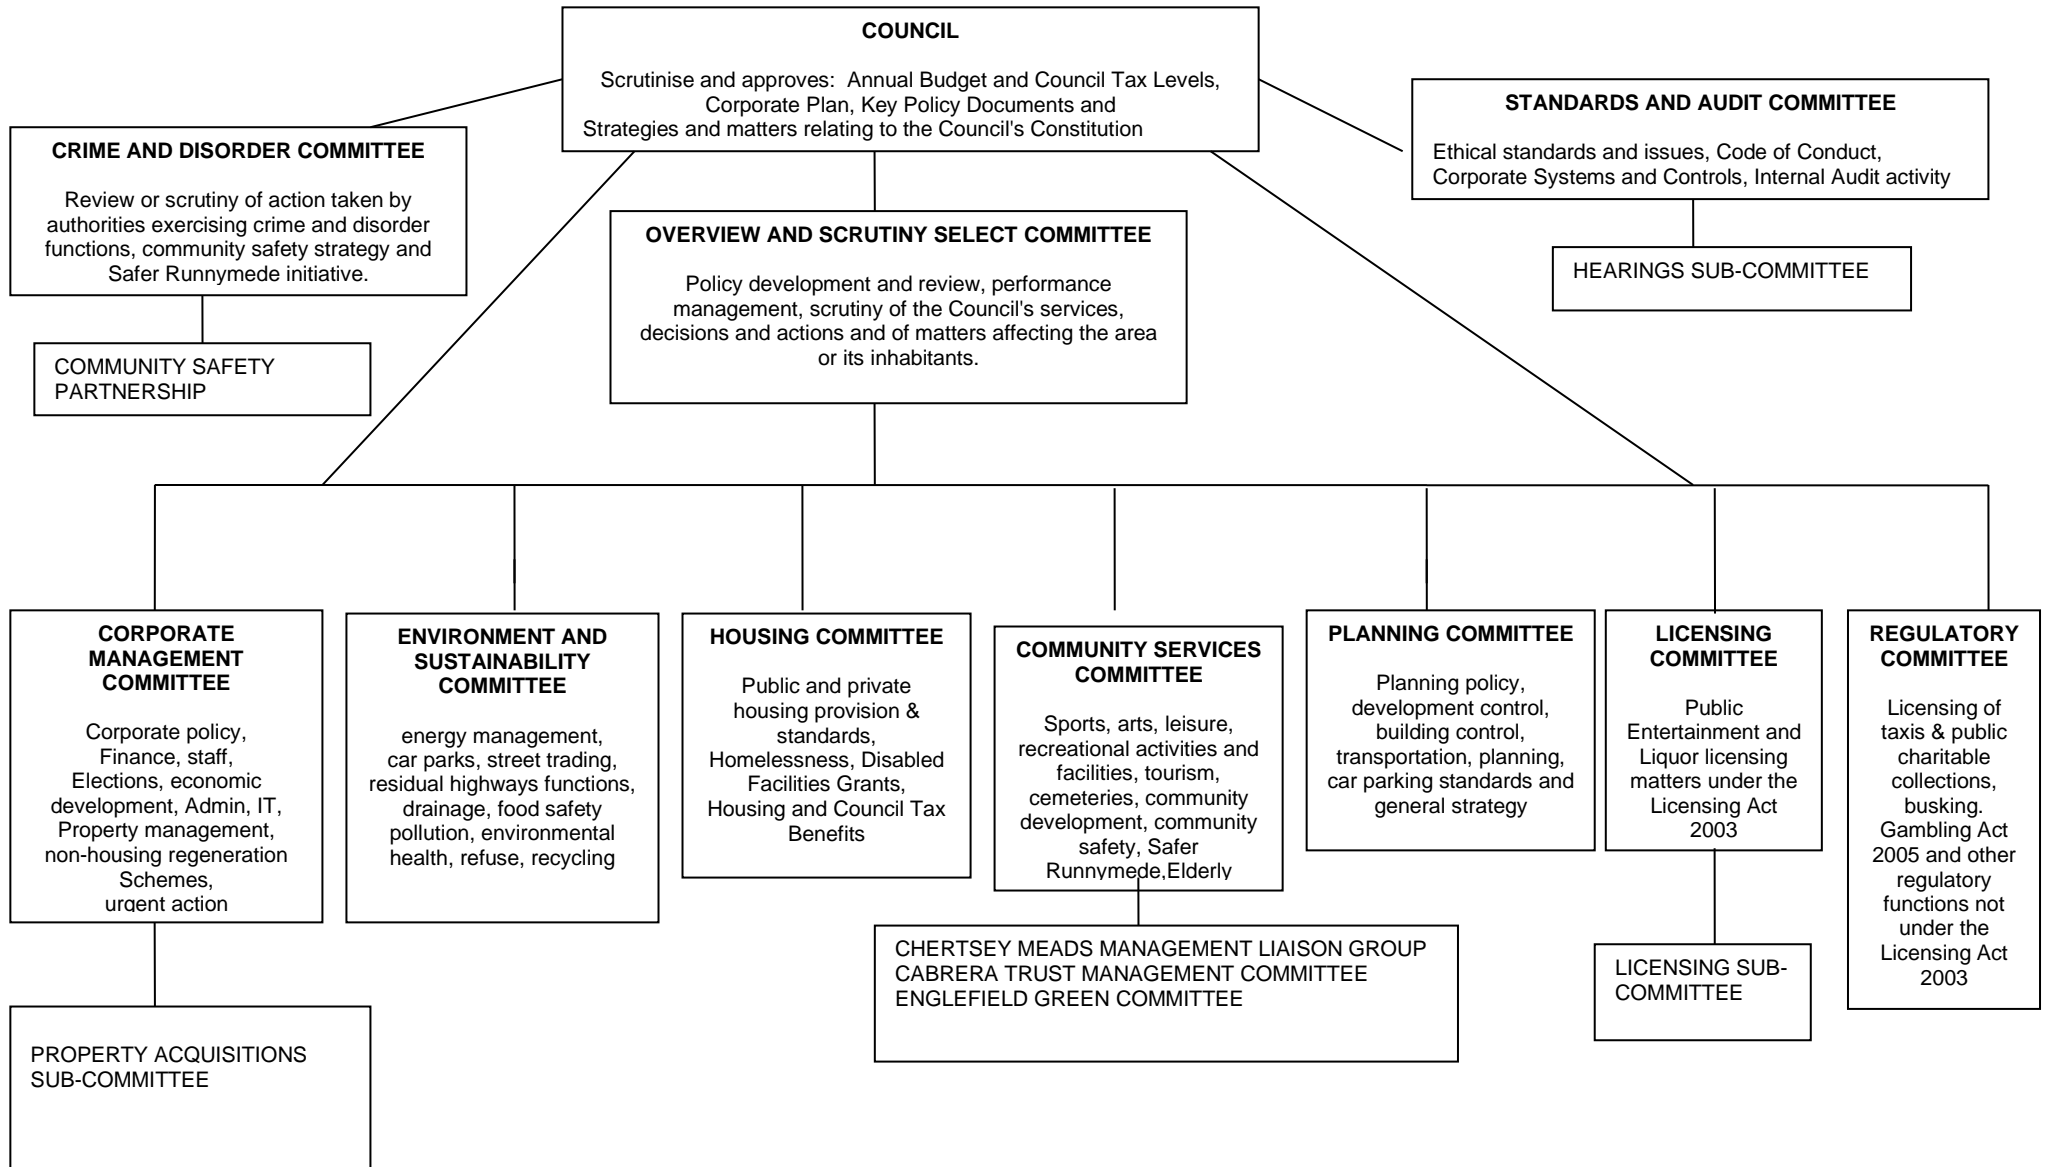 COUNCIL
Scrutinise and approves:  Annual Budget and Council Tax Levels,
Corporate Plan, Key Policy Documents and
Strategies and matters relating to the Council's Constitution
STANDARDS AND AUDIT COMMITTEE
Ethical standards and issues, Code of Conduct,
Corporate Systems and Controls, Internal Audit activity
CRIME AND DISORDER COMMITTEE
Review or scrutiny of action taken by
authorities exercising crime and disorder
functions, community safety strategy and
Safer Runnymede initiative.
OVERVIEW AND SCRUTINY SELECT COMMITTEE
Policy development and review, performance
management, scrutiny of the Council's services,
decisions and actions and of matters affecting the area
or its inhabitants.
HEARINGS SUB-COMMITTEE
COMMUNITY SAFETY
PARTNERSHIP
CORPORATE
MANAGEMENT
COMMITTEE
Corporate policy,
Finance, staff,
Elections, economic
development, Admin, IT,
Property management,
non-housing regeneration
Schemes,
urgent action
ENVIRONMENT AND
SUSTAINABILITY
COMMITTEE
energy management,
car parks, street trading,
residual highways functions,
drainage, food safety
pollution, environmental
health, refuse, recycling
HOUSING COMMITTEE
Public and private
housing provision &
standards,
Homelessness, Disabled
Facilities Grants,
Housing and Council Tax
Benefits
COMMUNITY SERVICES
COMMITTEE
Sports, arts, leisure,
recreational activities and
facilities, tourism,
cemeteries, community
development, community
safety, Safer
Runnymede,Elderly
PLANNING COMMITTEE
Planning policy,
development control,
building control,
transportation, planning,
car parking standards and
general strategy
LICENSING
COMMITTEE
Public
Entertainment and
Liquor licensing
matters under the
Licensing Act
2003
REGULATORY
COMMITTEE
Licensing of
taxis & public
charitable
collections,
busking.
Gambling Act
2005 and other
regulatory
functions not
under the
Licensing Act
2003
CHERTSEY MEADS MANAGEMENT LIAISON GROUP
CABRERA TRUST MANAGEMENT COMMITTEE
ENGLEFIELD GREEN COMMITTEE
LICENSING SUB-
COMMITTEE
PROPERTY ACQUISITIONS
SUB-COMMITTEE